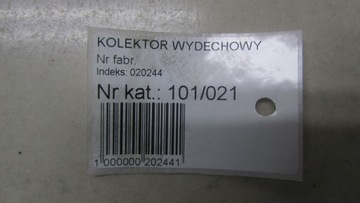 KOLEKTOR WYDECHOWY
Nr fabr.
Indeks: 020244
Nr kat.: 101/021
1 000000 202441